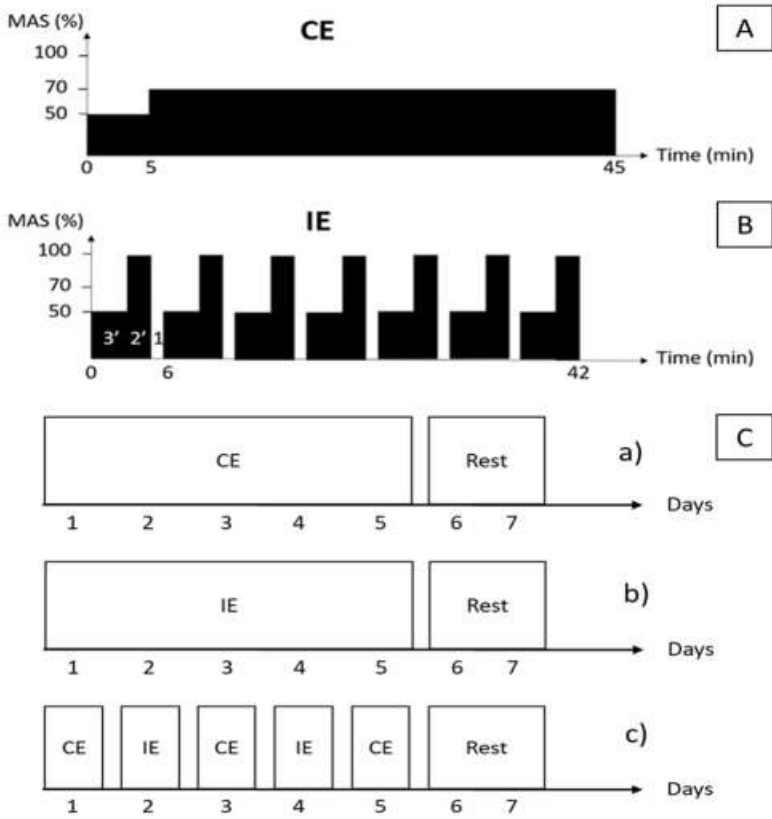 MAS (%)
CE
A
100
70
50
0 5 45 Time (min)
MAS (%)
IE
B
100
70
50
3′ 2′ 1
0 6 42 Time (min)
C
CE Rest a)
1 2 3 4 5 6 7 Days
IE Rest b)
1 2 3 4 5 6 7 Days
CE IE CE IE CE Rest c)
1 2 3 4 5 6 7 Days